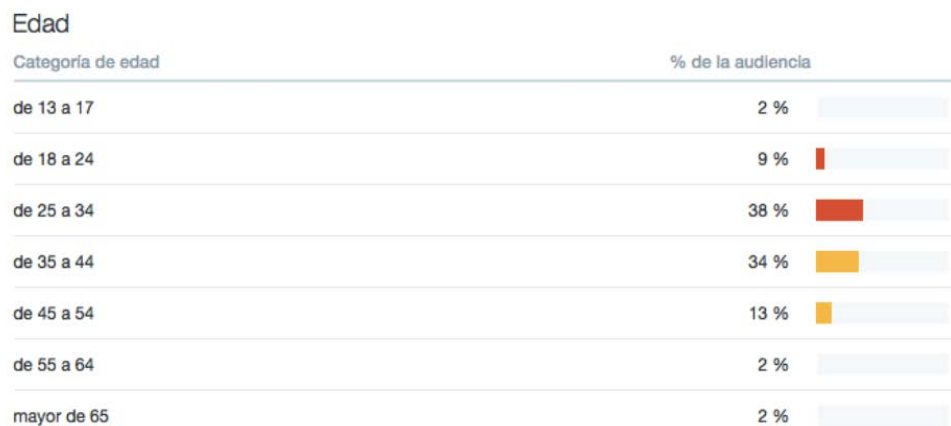 Edad
Categoría de edad % de la audiencia
de 13 a 17 2 %
de 18 a 24 9 %
de 25 a 34 38 %
de 35 a 44 34 %
de 45 a 54 13 %
de 55 a 64 2 %
mayor de 65 2 %